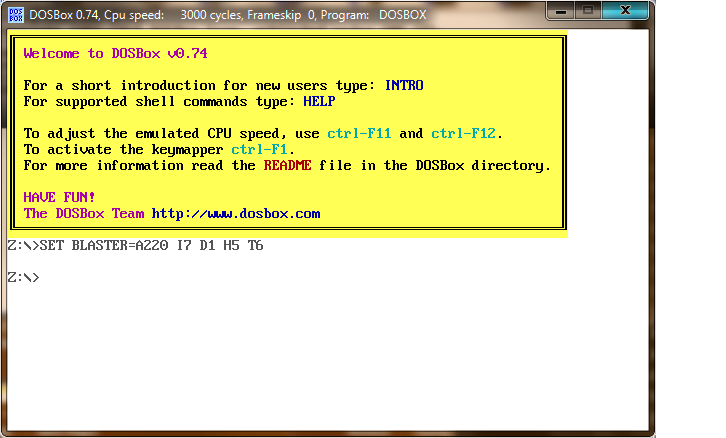 DOS BOX DOSBox 0.74, Cpu speed: 3000 cycles, Frameskip 0, Program: DOSBOX
Welcome to DOSBox v0.74
For a short introduction for new users type: INTRO
For supported shell commands type: HELP
To adjust the emulated CPU speed, use ctrl-F11 and ctrl-F12.
To activate the keymapper ctrl-F1.
For more information read the README file in the DOSBox directory.
HAVE FUN!
The DOSBox Team http://www.dosbox.com
Z:\>SET BLASTER=A220 I7 D1 H5 T6
Z:\>